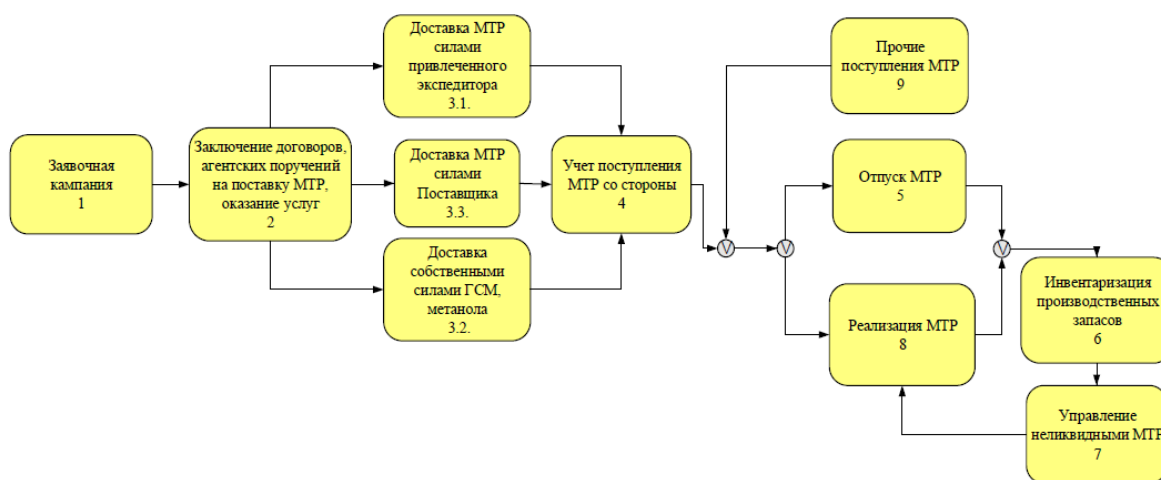 Заявочная
кампания
1
Заключение договоров,
агентских поручений
на поставку МТР,
оказание услуг
2
Доставка МТР
силами
привлеченного
экспедитора
3.1.
Доставка МТР
силами
Поставщика
3.3.
Доставка
собственными
силами ГСМ,
метанола
3.2.
Учет поступления
МТР со стороны
4
Прочие
поступления МТР
9
V
V
Отпуск МТР
5
Реализация МТР
8
V
Инвентаризация
производственных
запасов
6
Управление
неликвидными МТР
7